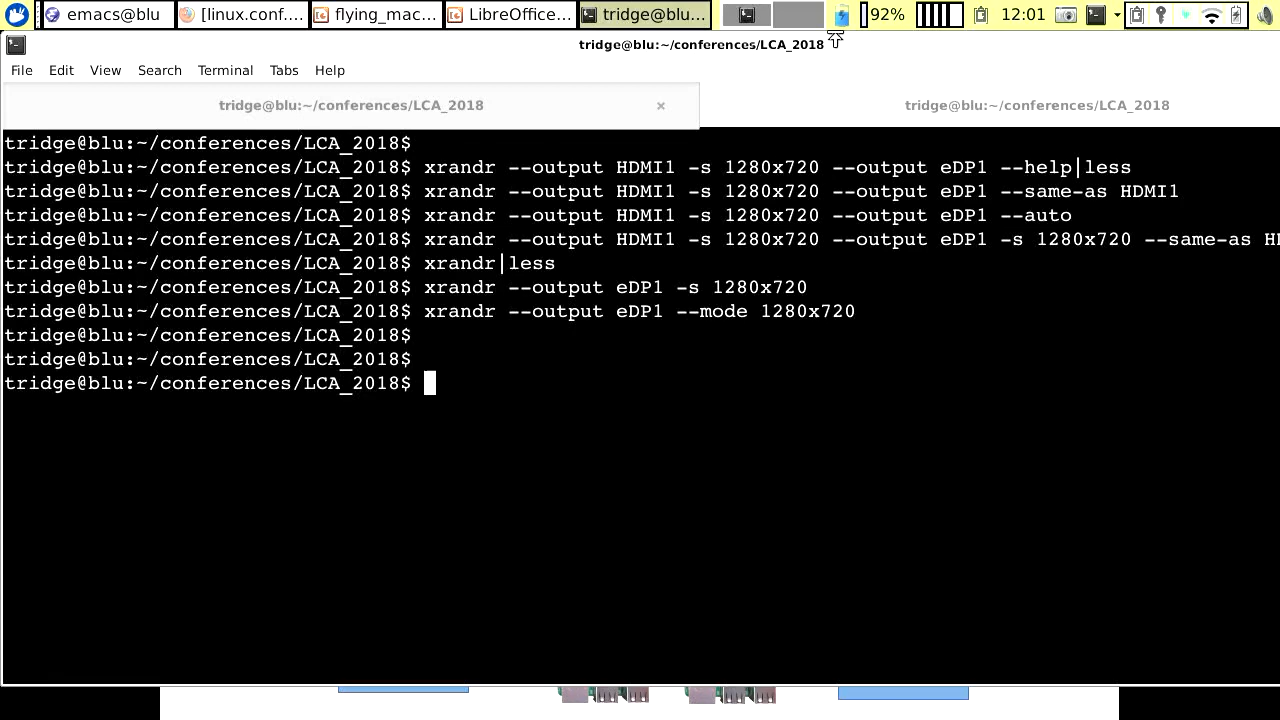 emacs@blu [linux.conf.... flying_mac... LibreOffice... tridge@blu... 92% 12:01
tridge@blu:~/conferences/LCA_2018
File Edit View Search Terminal Tabs Help
tridge@blu:~/conferences/LCA_2018 × tridge@blu:~/conferences/LCA_2018
tridge@blu:~/conferences/LCA_2018$
tridge@blu:~/conferences/LCA_2018$ xrandr --output HDMI1 -s 1280x720 --output eDP1 --help|less
tridge@blu:~/conferences/LCA_2018$ xrandr --output HDMI1 -s 1280x720 --output eDP1 --same-as HDMI1
tridge@blu:~/conferences/LCA_2018$ xrandr --output HDMI1 -s 1280x720 --output eDP1 --auto
tridge@blu:~/conferences/LCA_2018$ xrandr --output HDMI1 -s 1280x720 --output eDP1 -s 1280x720 --same-as H
tridge@blu:~/conferences/LCA_2018$ xrandr|less
tridge@blu:~/conferences/LCA_2018$ xrandr --output eDP1 -s 1280x720
tridge@blu:~/conferences/LCA_2018$ xrandr --output eDP1 --mode 1280x720
tridge@blu:~/conferences/LCA_2018$
tridge@blu:~/conferences/LCA_2018$
tridge@blu:~/conferences/LCA_2018$